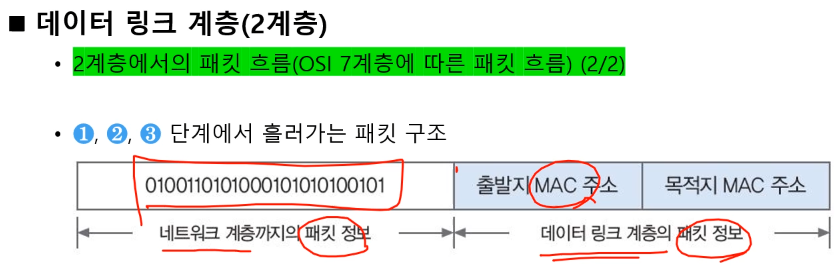 ■ 데이터 링크 계층(2계층)
• 2계층에서의 패킷 흐름(OSI 7계층에 따른 패킷 흐름) (2/2)
• ❶, ❷, ❸ 단계에서 흘러가는 패킷 구조
0100110101000101010100101 출발지 MAC 주소 목적지 MAC 주소
네트워크 계층까지의 패킷 정보 데이터 링크 계층의 패킷 정보